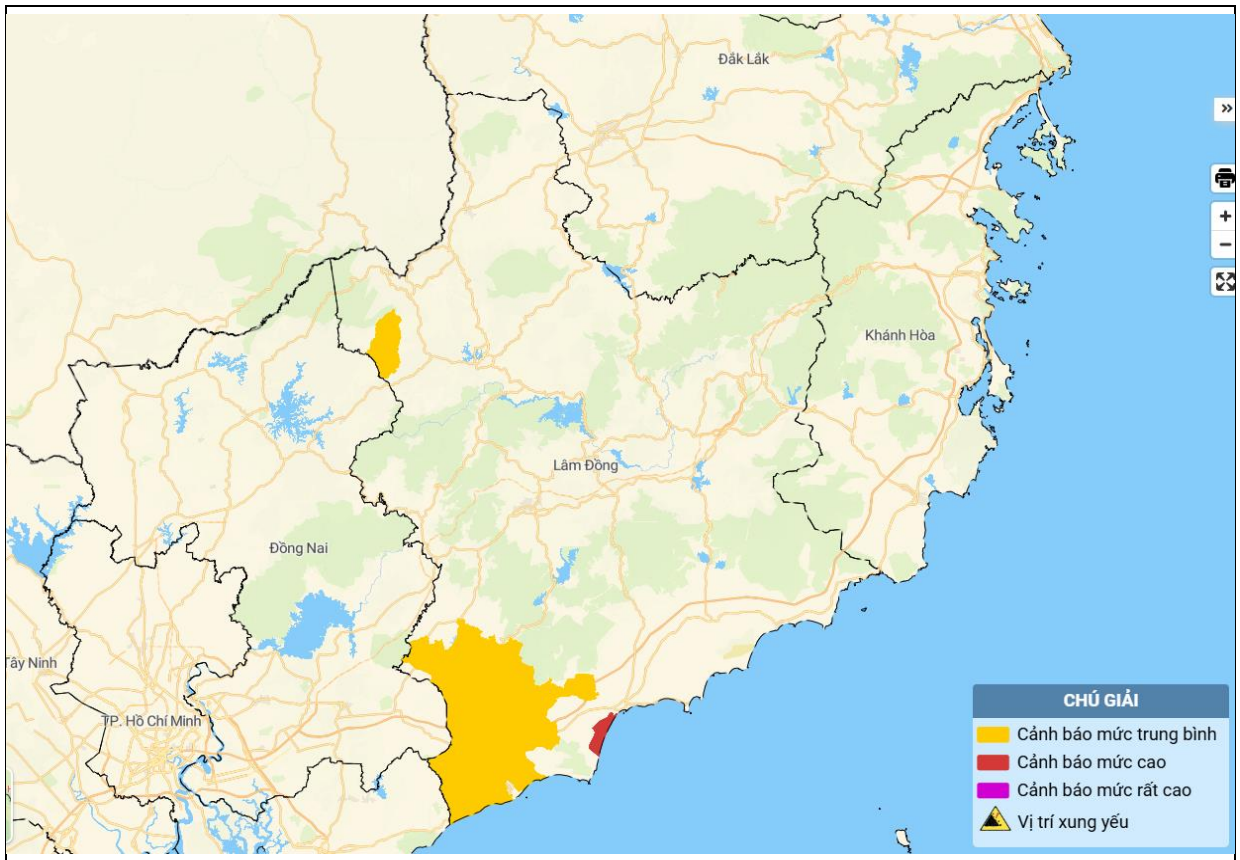 Đắk Lắk
»
+
−
Khánh Hòa
Lâm Đồng
Đồng Nai
Tây Ninh
TP. Hồ Chí Minh
CHÚ GIẢI
Cảnh báo mức trung bình
Cảnh báo mức cao
Cảnh báo mức rất cao
Vị trí xung yếu